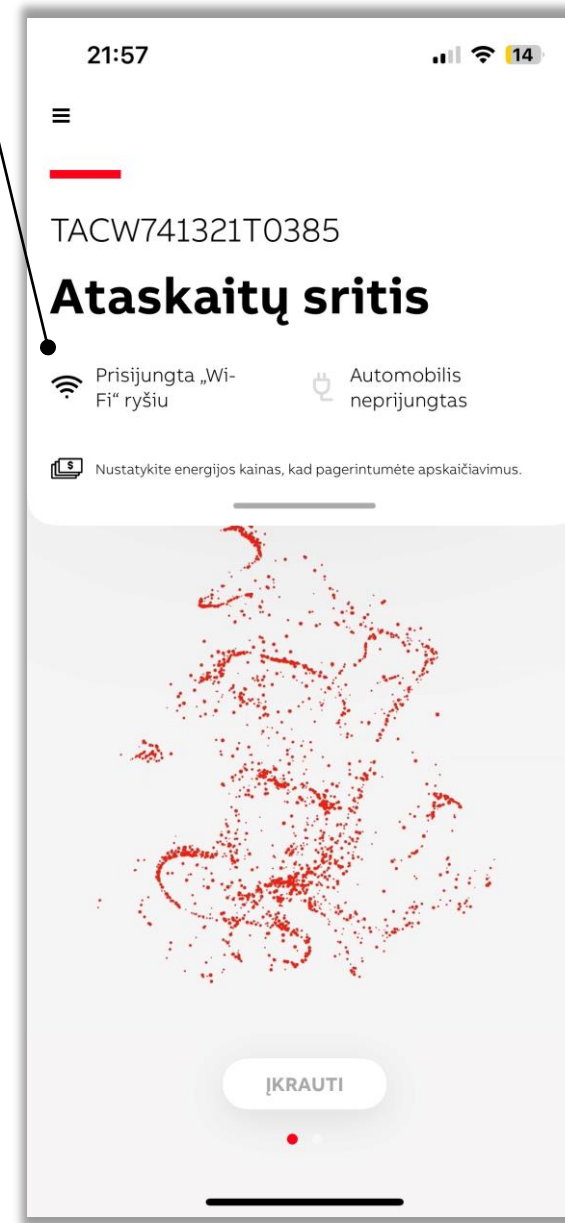 21:57
14
TACW741321T0385
Ataskaitų sritis
Prisijungta „Wi-
Fi“ ryšiu
Automobilis
neprijungtas
Nustatykite energijos kainas, kad pagerintumėte apskaičiavimus.
ĮKRAUTI